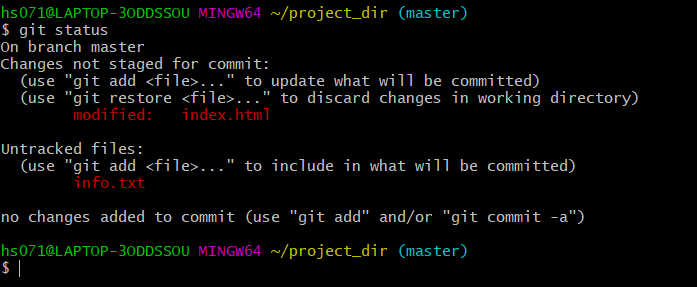 hs071@LAPTOP-3ODDSSOU MINGW64 ~/project_dir (master)
$ git status
On branch master
Changes not staged for commit:
  (use "git add <file>..." to update what will be committed)
  (use "git restore <file>..." to discard changes in working directory)
        modified:   index.html

Untracked files:
  (use "git add <file>..." to include in what will be committed)
        info.txt

no changes added to commit (use "git add" and/or "git commit -a")

hs071@LAPTOP-3ODDSSOU MINGW64 ~/project_dir (master)
$